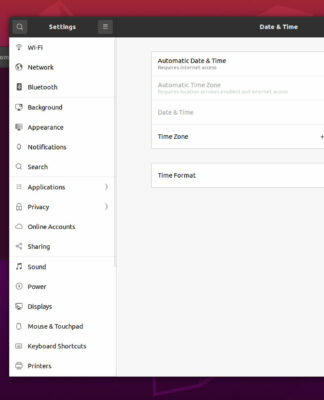 Settings
Date & Time
Wi-Fi
Network
Bluetooth
Background
Appearance
Notifications
Search
Applications
Privacy
Online Accounts
Sharing
Sound
Power
Displays
Mouse & Touchpad
Keyboard Shortcuts
Printers
Automatic Date & Time
Requires internet access
Automatic Time Zone
Requires location services enabled and internet access
Date & Time
Time Zone
Time Format